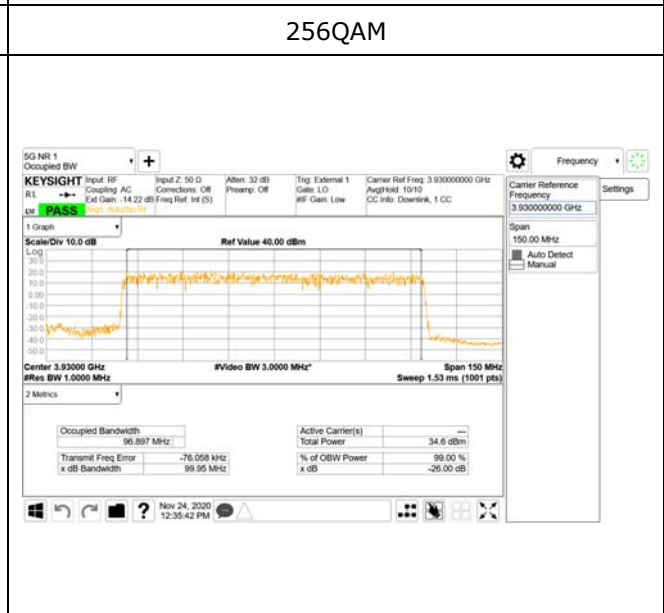 256QAM
5G NR 1
Occupied BW
+
Frequency
KEYSIGHT
Input: RF
Input Z: 50 Ω
Atten: 32 dB
Trig: External 1
Carrier Ref Freq: 3.930000000 GHz
RL
Coupling: AC
Corrections: Off
Preamp: Off
Gate: LO
Avg|Hold: 10/10
Ext Gain: -14.22 dB
Freq Ref: Int (S)
#IF Gain: Low
CC Info: Downlink, 1 CC
PASS
Align: Auto/No RF
Carrier Reference
Frequency
3.930000000 GHz
Settings
Span
150.00 MHz
Auto Detect
Manual
1 Graph
Scale/Div 10.0 dB
Ref Value 40.00 dBm
Log
30.0
20.0
10.0
0.00
-10.0
-20.0
-30.0
-40.0
-50.0
Center 3.93000 GHz
#Video BW 3.0000 MHz*
Span 150 MHz
#Res BW 1.0000 MHz
Sweep 1.53 ms (1001 pts)
2 Metrics
Occupied Bandwidth
96.897 MHz
Active Carrier(s)
---
Total Power
34.6 dBm
Transmit Freq Error
-76.058 kHz
% of OBW Power
99.00 %
x dB Bandwidth
99.95 MHz
x dB
-26.00 dB
?
Nov 24, 2020
12:35:42 PM